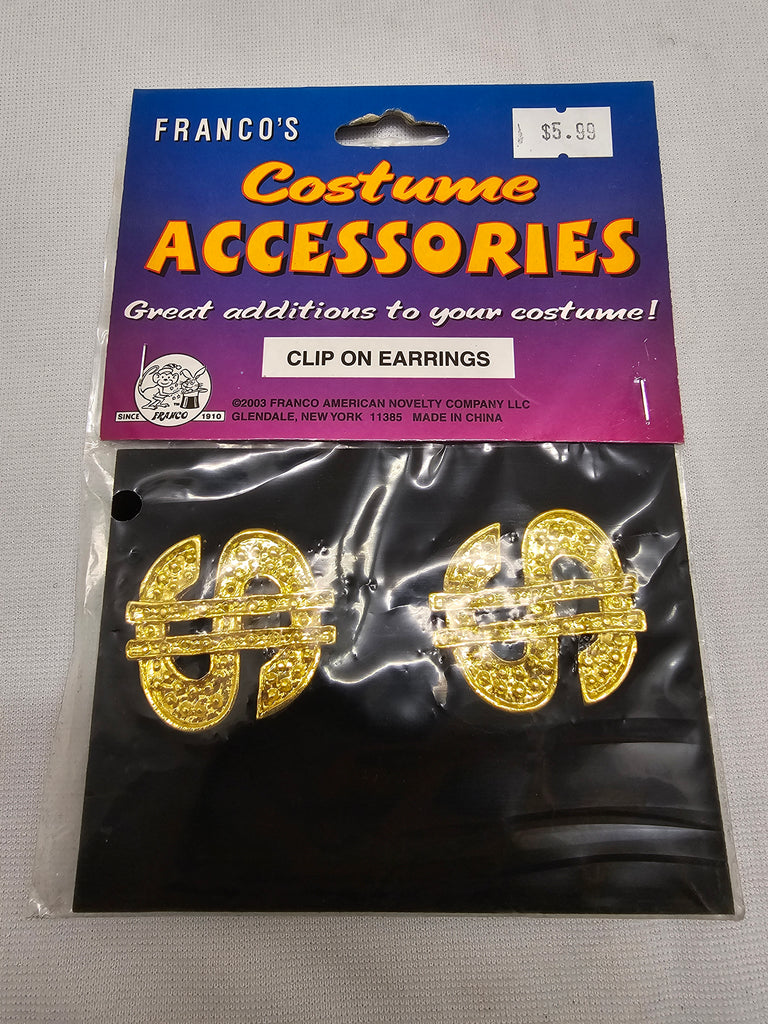 FRANCO'S
$5.99
Costume
ACCESSORIES
Great additions to your costume!
CLIP ON EARRINGS
SINCE FRANCO 1910
TM
©2003 FRANCO AMERICAN NOVELTY COMPANY LLC
GLENDALE, NEW YORK 11385 MADE IN CHINA